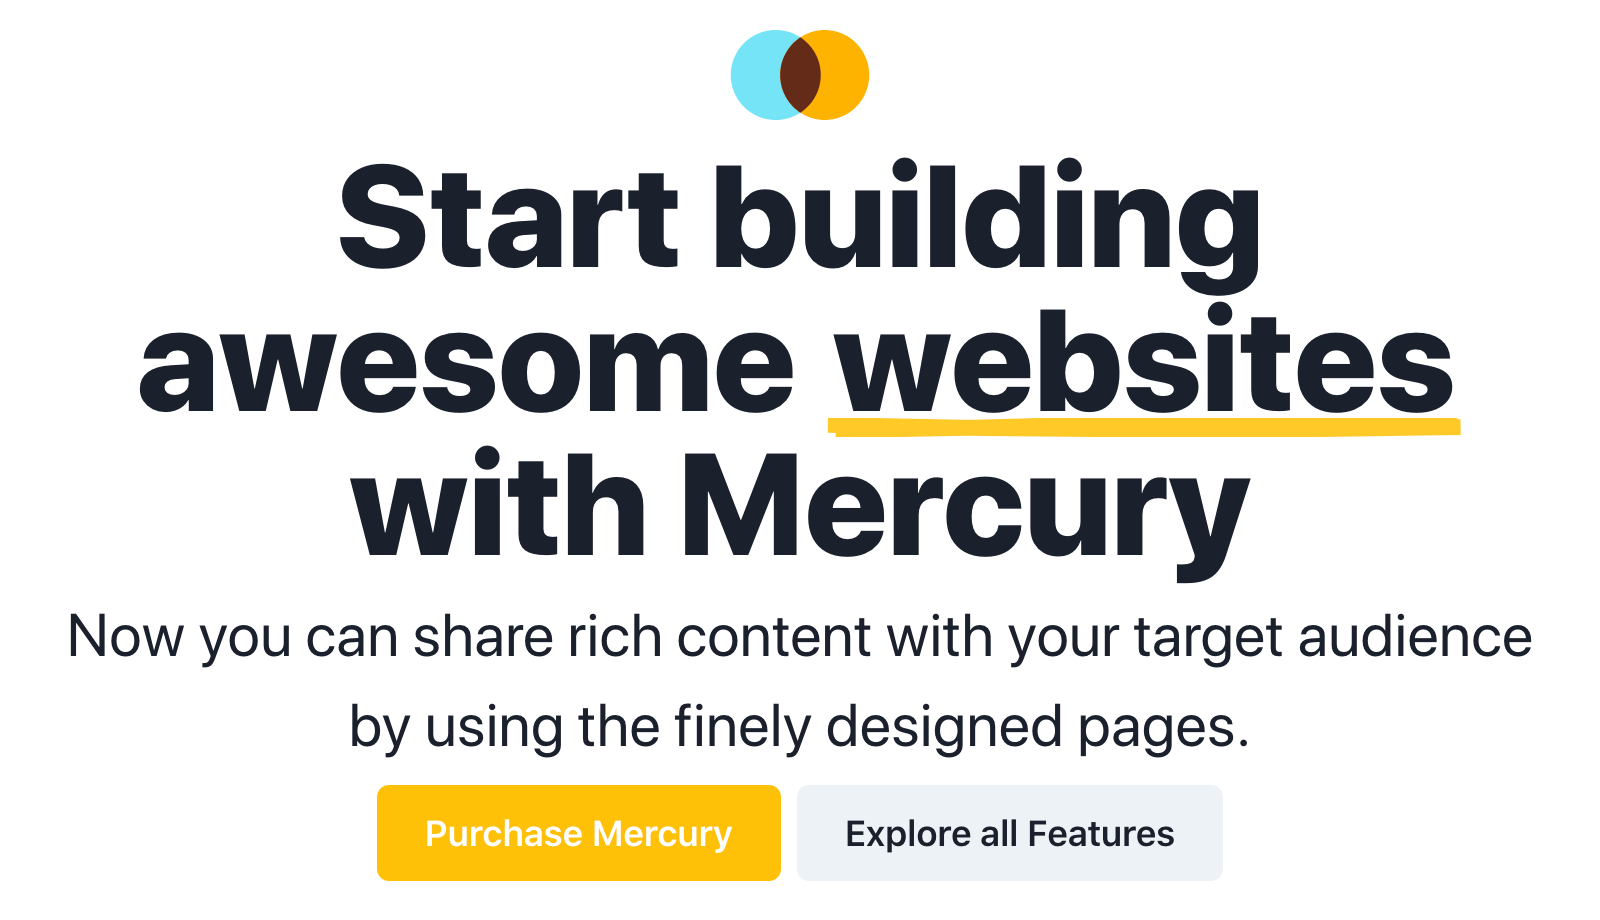 Start building
awesome websites
with Mercury
Now you can share rich content with your target audience
by using the finely designed pages.
Purchase Mercury
Explore all Features